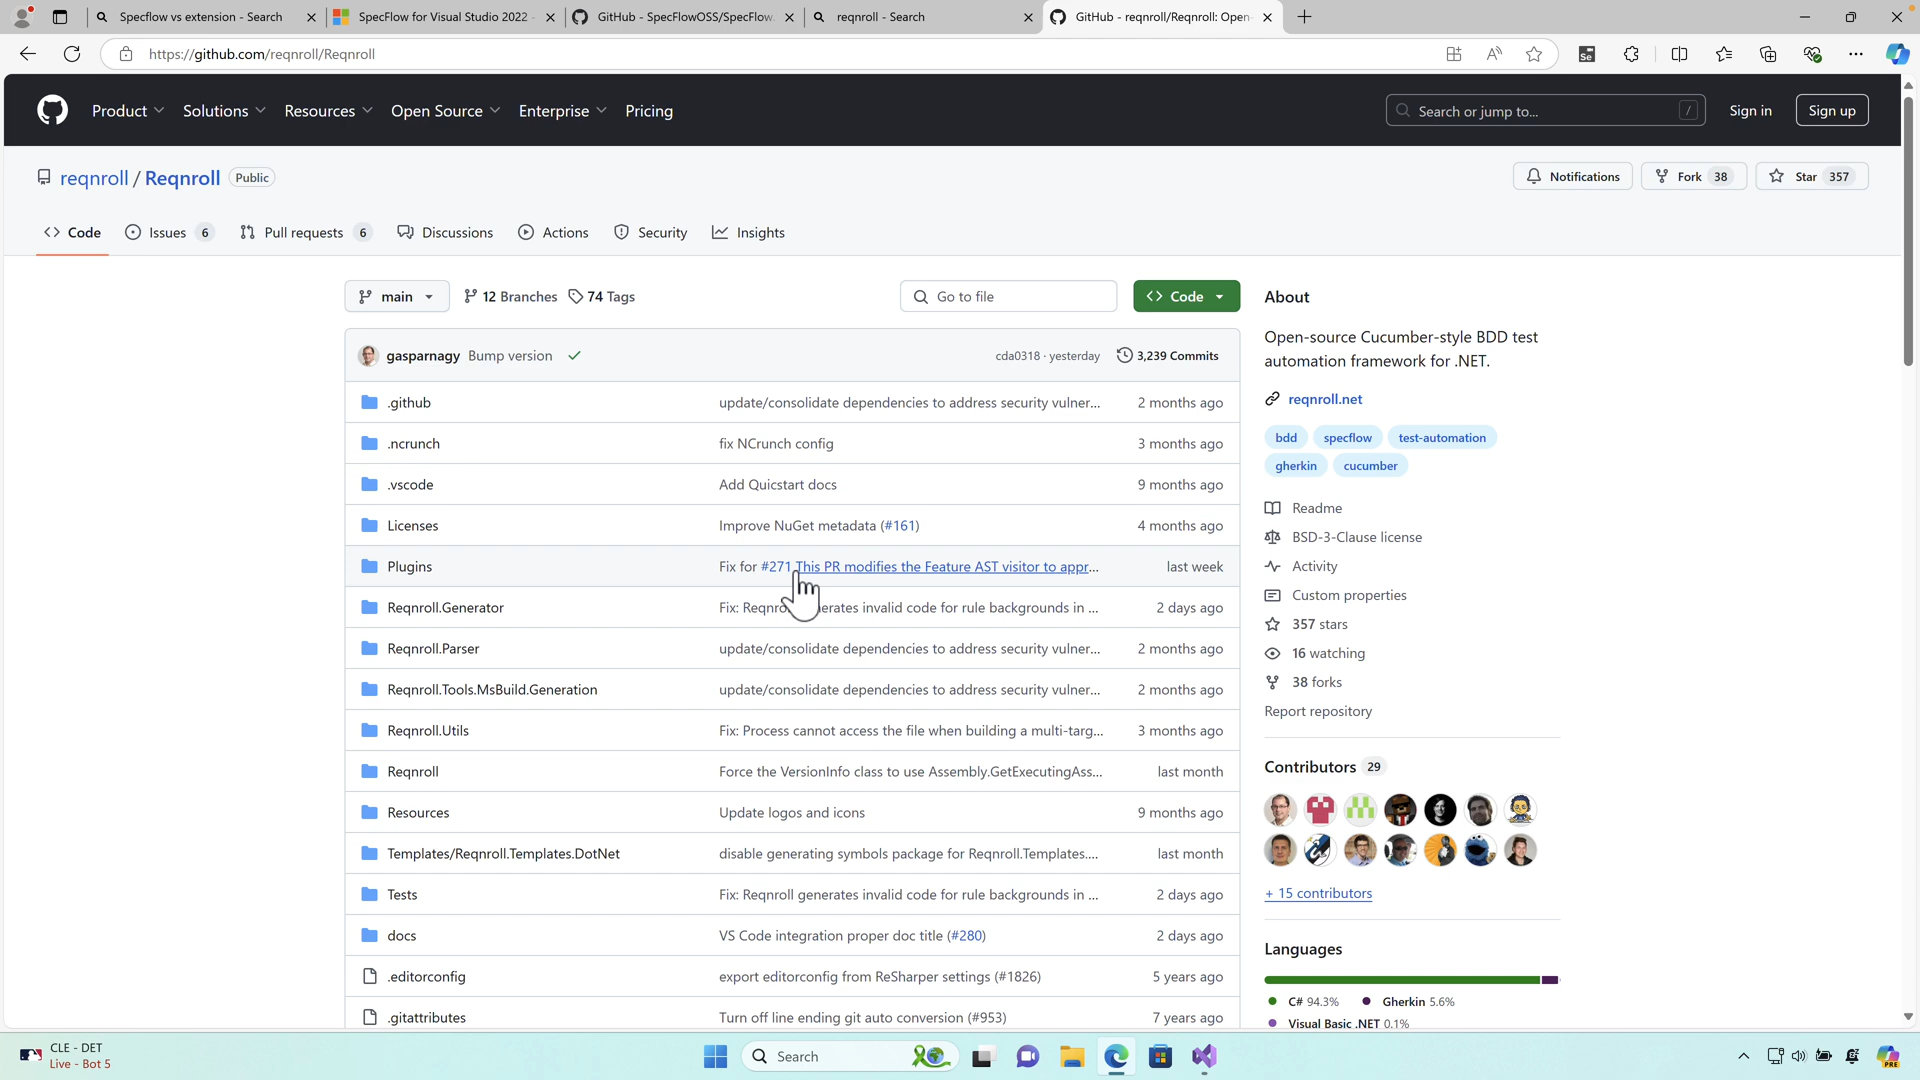 Specflow vs extension - Search
SpecFlow for Visual Studio 2022 -
GitHub - SpecFlowOSS/SpecFlow.
reqnroll - Search
GitHub - reqnroll/Reqnroll: Open-
https://github.com/reqnroll/Reqnroll
Product
Solutions
Resources
Open Source
Enterprise
Pricing
Search or jump to...
/
Sign in
Sign up
reqnroll / Reqnroll
Public
Notifications
Fork 38
Star 357
Code
Issues 6
Pull requests 6
Discussions
Actions
Security
Insights
main
12 Branches
74 Tags
Go to file
Code
gasparnagy Bump version
cda0318 · yesterday
3,239 Commits
.github
update/consolidate dependencies to address security vulner...
2 months ago
.ncrunch
fix NCrunch config
3 months ago
.vscode
Add Quicstart docs
9 months ago
Licenses
Improve NuGet metadata (#161)
4 months ago
Plugins
Fix for #271 This PR modifies the Feature AST visitor to appr...
last week
Reqnroll.Generator
Fix: Reqnro erates invalid code for rule backgrounds in ...
2 days ago
Reqnroll.Parser
update/consolidate dependencies to address security vulner...
2 months ago
Reqnroll.Tools.MsBuild.Generation
update/consolidate dependencies to address security vulner...
2 months ago
Reqnroll.Utils
Fix: Process cannot access the file when building a multi-targ...
3 months ago
Reqnroll
Force the VersionInfo class to use Assembly.GetExecutingAss...
last month
Resources
Update logos and icons
9 months ago
Templates/Reqnroll.Templates.DotNet
disable generating symbols package for Reqnroll.Templates....
last month
Tests
Fix: Reqnroll generates invalid code for rule backgrounds in ...
2 days ago
docs
VS Code integration proper doc title (#280)
2 days ago
.editorconfig
export editorconfig from ReSharper settings (#1826)
5 years ago
.gitattributes
Turn off line ending git auto conversion (#953)
7 years ago
About
Open-source Cucumber-style BDD test
automation framework for .NET.
reqnroll.net
bdd
specflow
test-automation
gherkin
cucumber
Readme
BSD-3-Clause license
Activity
Custom properties
357 stars
16 watching
38 forks
Report repository
Contributors 29
+ 15 contributors
Languages
C# 94.3%
Gherkin 5.6%
Visual Basic .NET 0.1%
CLE - DET
Live - Bot 5
Search
PRE